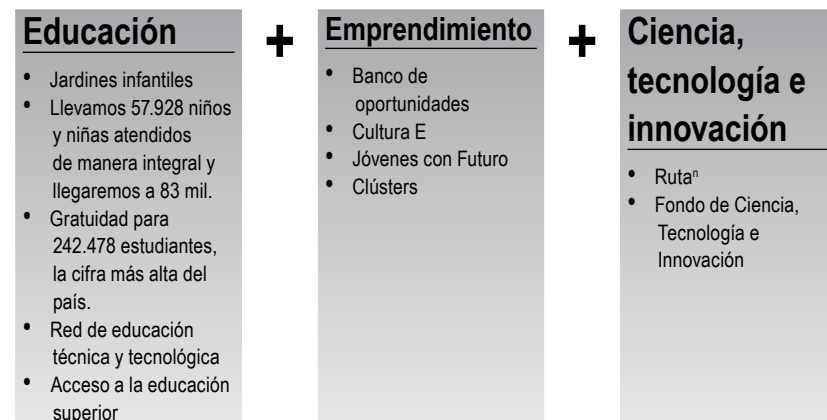 Educación
• Jardines infantiles
• Llevamos 57.928 niños
y niñas atendidos
de manera integral y
llegaremos a 83 mil.
• Gratuidad para
242.478 estudiantes,
la cifra más alta del
país.
• Red de educación
técnica y tecnológica
• Acceso a la educación
superior
+
Emprendimiento
• Banco de
oportunidades
• Cultura E
• Jóvenes con Futuro
• Clústers
+
Ciencia,
tecnología e
innovación
• Rutaⁿ
• Fondo de Ciencia,
Tecnología e
Innovación